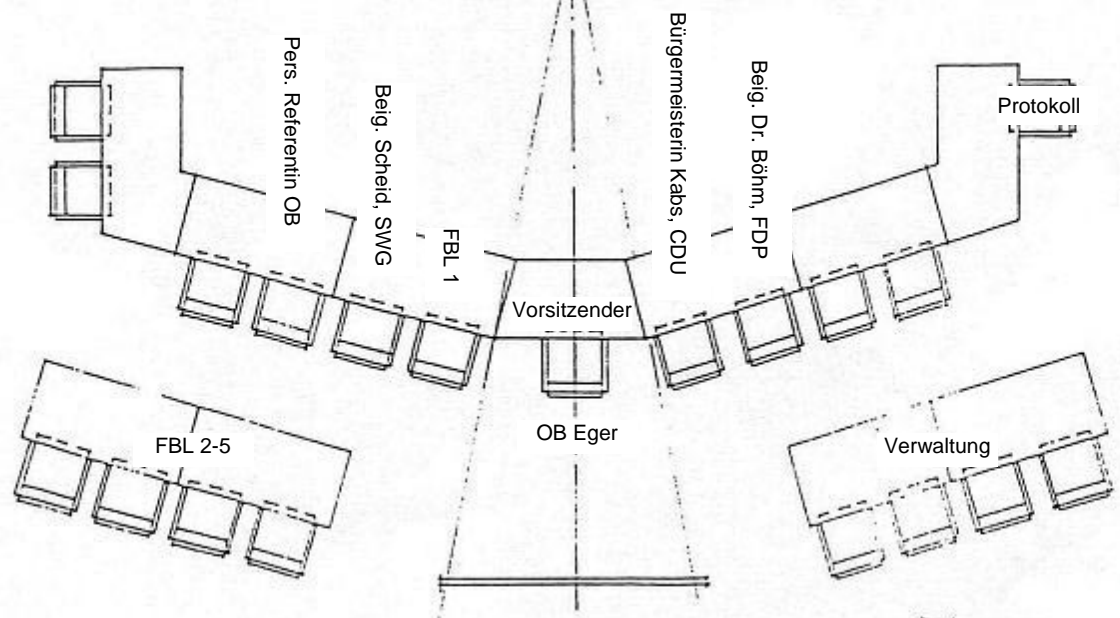 Pers. Referentin OB
Beig. Scheid, SWG
FBL 1
Vorsitzender
OB Eger
Bürgermeisterin Kabs, CDU
Beig. Dr. Böhm, FDP
Protokoll
FBL 2-5
Verwaltung